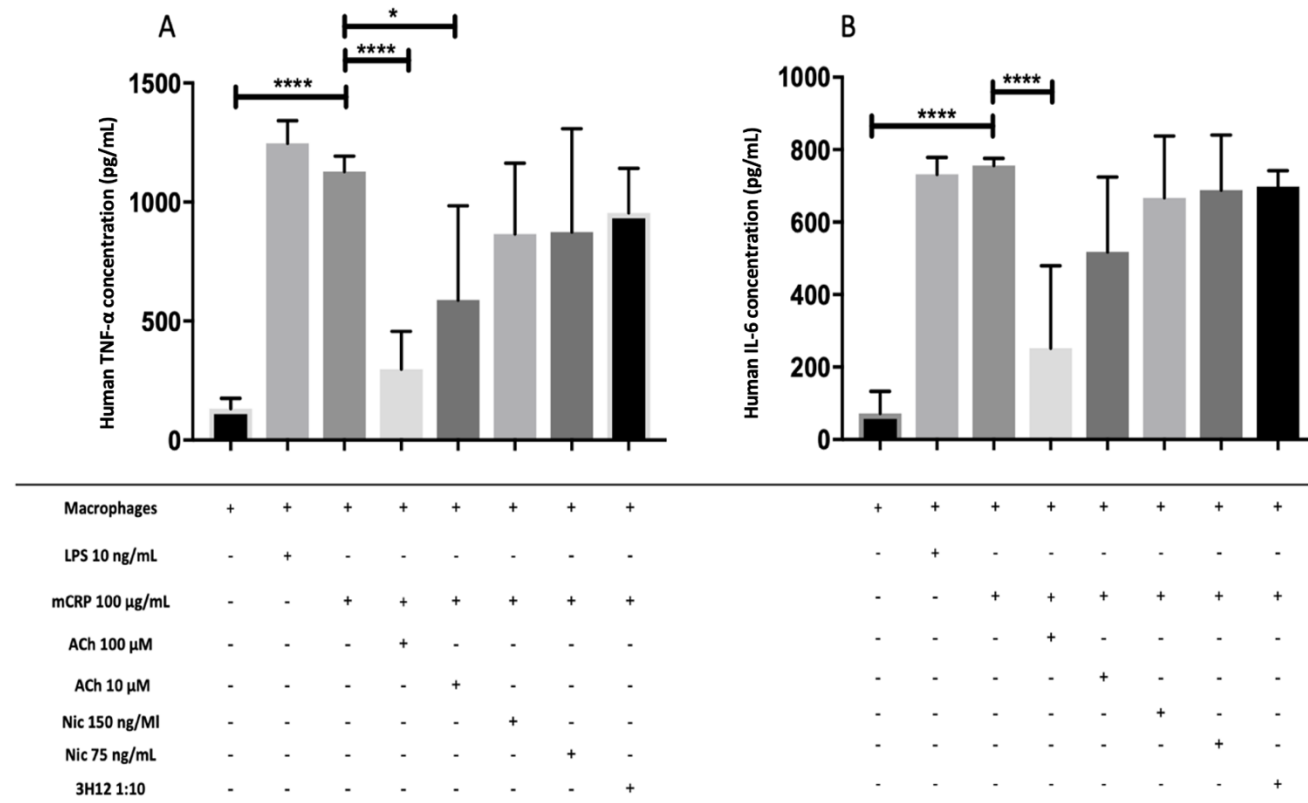 A
B
*
****
****
****
****
Human TNF-α concentration (pg/mL)
1500
1000
500
0
Human IL-6 concentration (pg/mL)
1000
800
600
400
200
0
Macrophages + + + + + + + + + + + + + + + +
LPS 10 ng/mL - + - - - - - - - + - - - - - -
mCRP 100 µg/mL - - + + + + + + - - + + + + + +
ACh 100 µM - - - + - - - - - - - + - - - -
ACh 10 µM - - - - + - - - - - - - + - - -
Nic 150 ng/Ml - - - - - + - - - - - - - + - -
Nic 75 ng/mL - - - - - - + - - - - - - - + -
3H12 1:10 - - - - - - - + - - - - - - - +